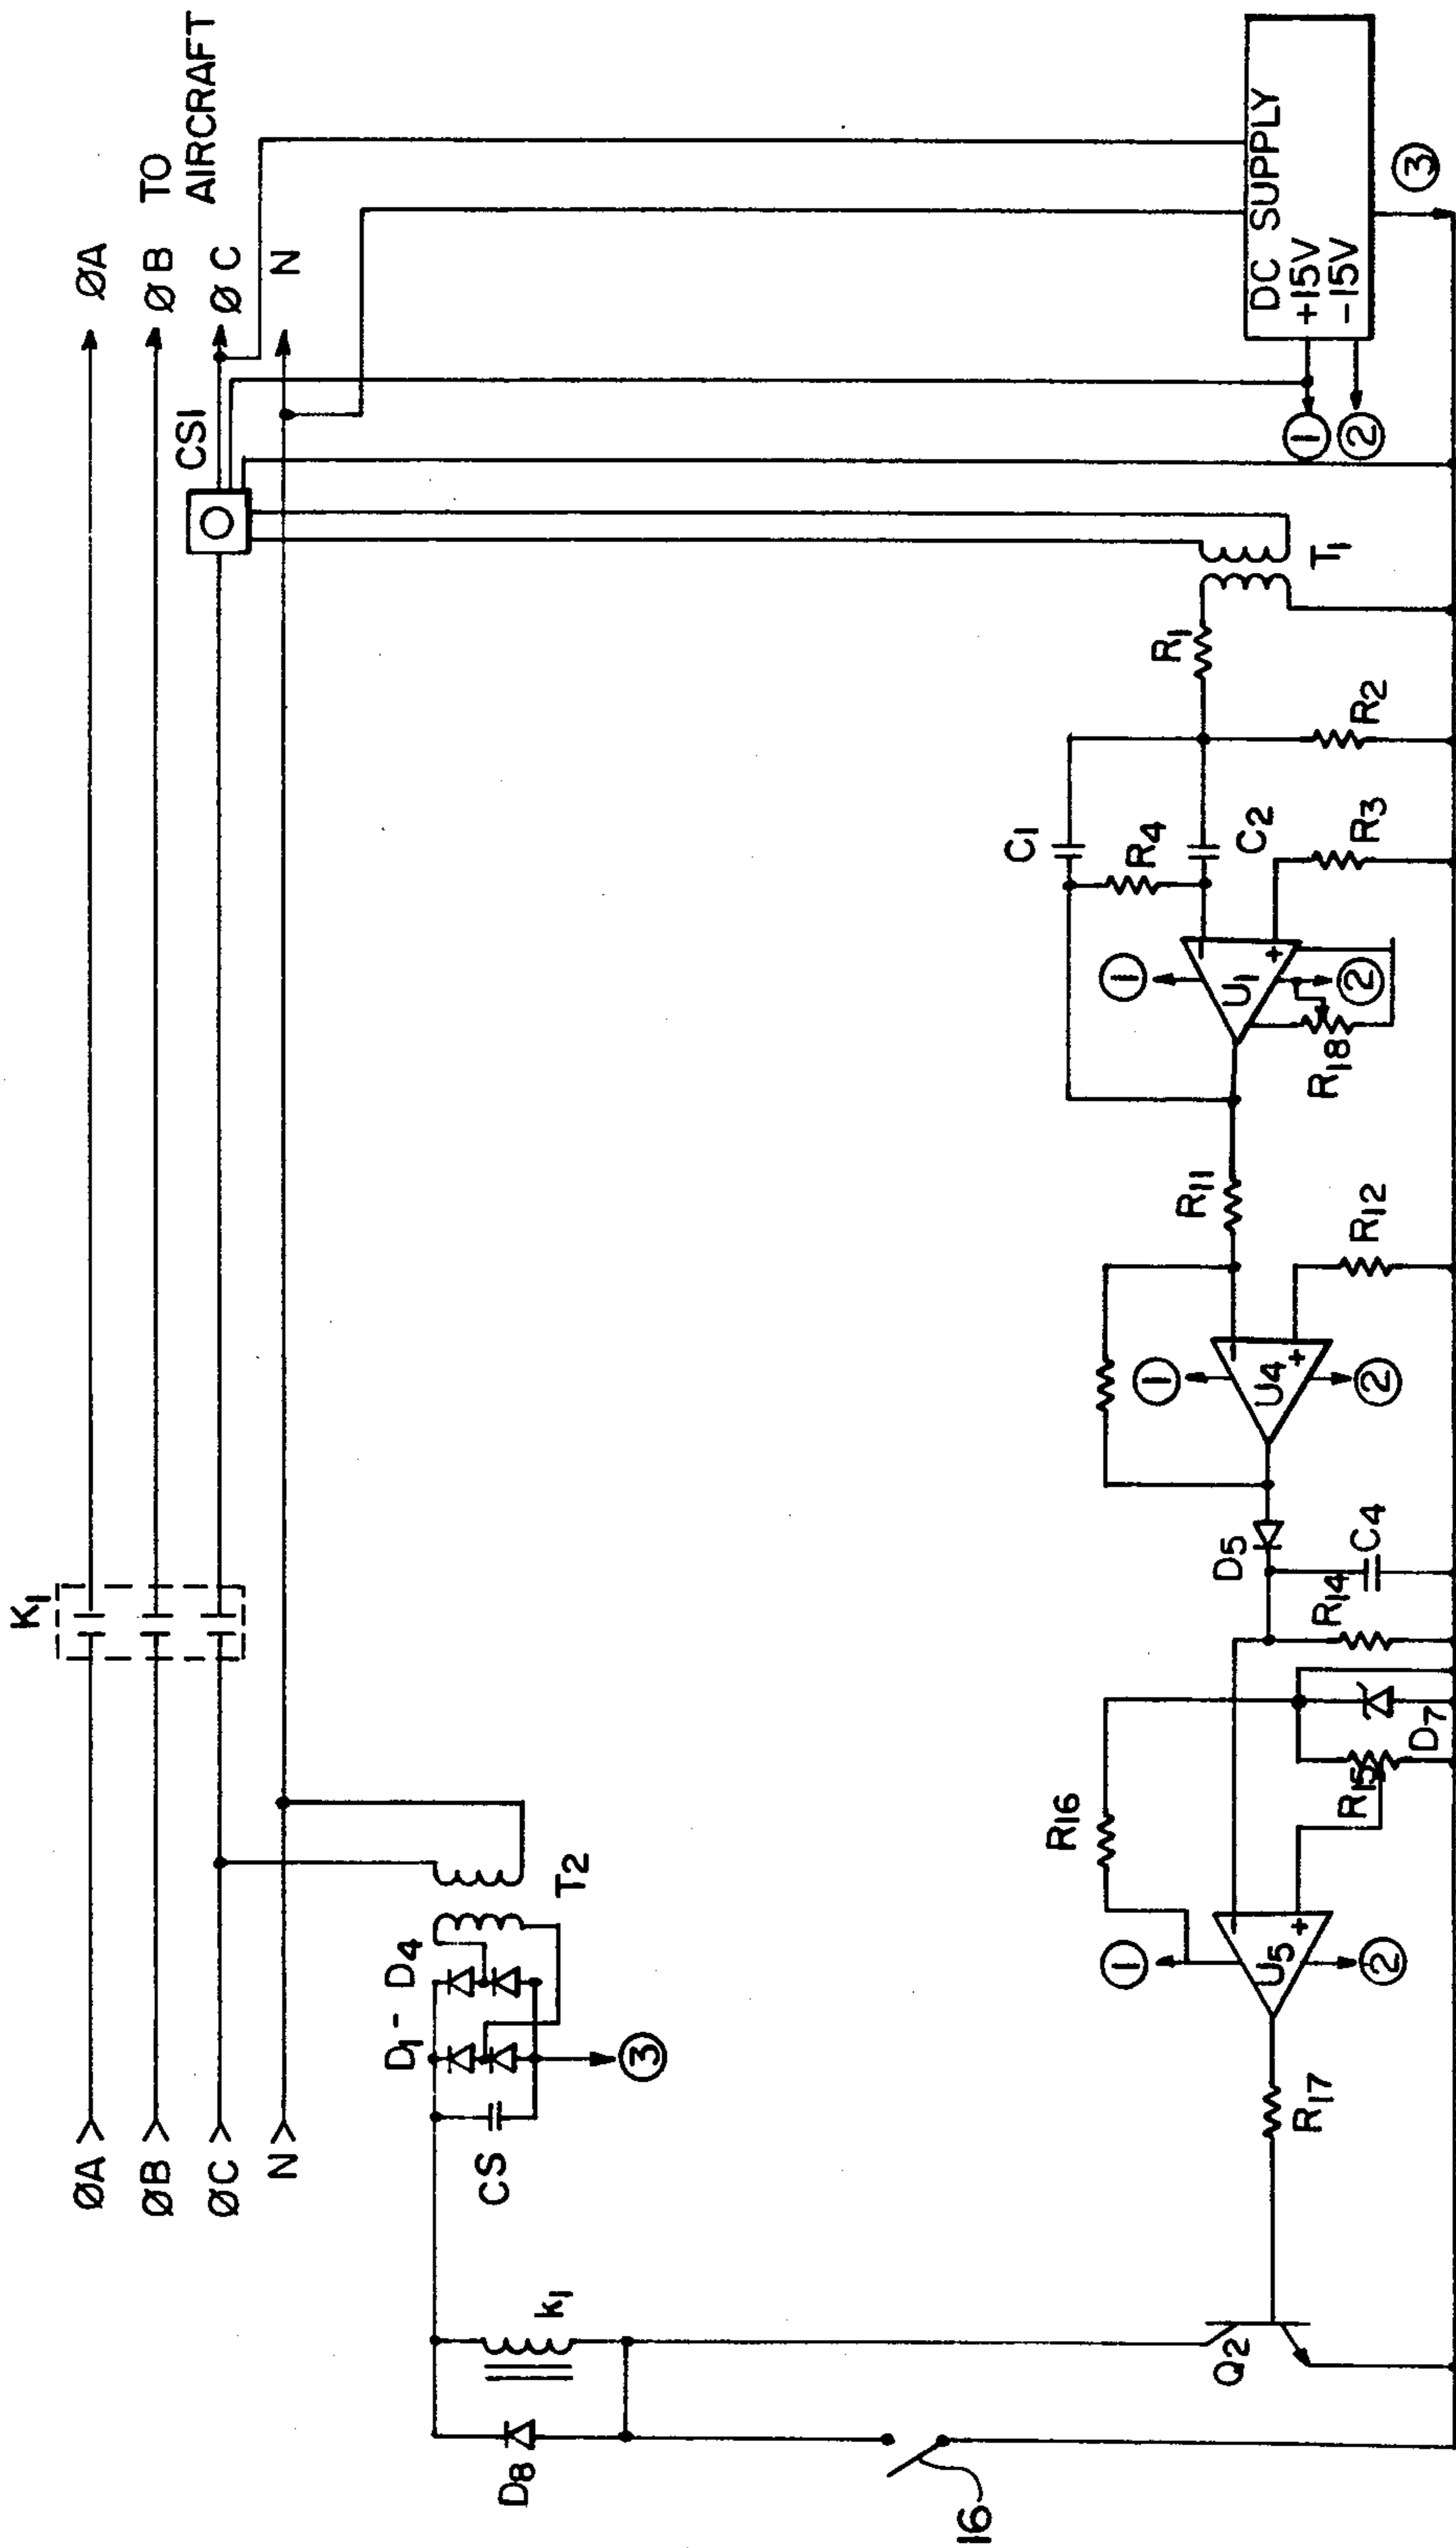 K1
ØA > ØA
ØB > ØB TO
ØC > ØC AIRCRAFT
N > N
CS1
D1 - D4
T2
CS
③
D8
k1
16
Q2
R17
①
U5
+
②
R16
R15
D7
R14
D5
C4
①
U4
+
②
R12
R11
①
U1
+
②
R18
C1
R4
C2
R3
R2
R1
T1
①
②
DC SUPPLY
+15V
-15V
③